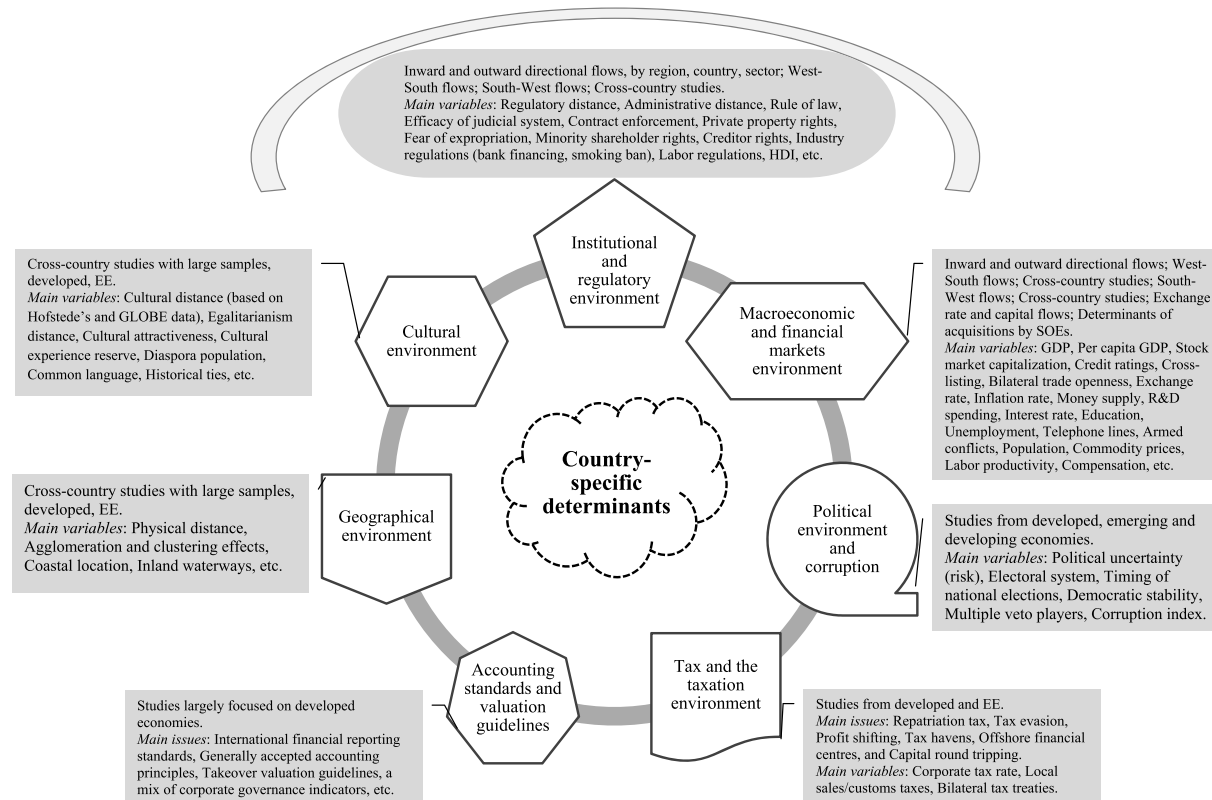 Inward and outward directional flows, by region, country, sector; West-
South flows; South-West flows; Cross-country studies.
Main variables: Regulatory distance, Administrative distance, Rule of law,
Efficacy of judicial system, Contract enforcement, Private property rights,
Fear of expropriation, Minority shareholder rights, Creditor rights, Industry
regulations (bank financing, smoking ban), Labor regulations, HDI, etc.
Institutional
and
regulatory
environment
Cross-country studies with large samples,
developed, EE.
Main variables: Cultural distance (based on
Hofstede's and GLOBE data), Egalitarianism
distance, Cultural attractiveness, Cultural
experience reserve, Diaspora population,
Common language, Historical ties, etc.
Cultural
environment
Macroeconomic
and financial
markets
environment
Inward and outward directional flows; West-
South flows; Cross-country studies; South-
West flows; Cross-country studies; Exchange
rate and capital flows; Determinants of
acquisitions by SOEs.
Main variables: GDP, Per capita GDP, Stock
market capitalization, Credit ratings, Cross-
listing, Bilateral trade openness, Exchange
rate, Inflation rate, Money supply, R&D
spending, Interest rate, Education,
Unemployment, Telephone lines, Armed
conflicts, Population, Commodity prices,
Labor productivity, Compensation, etc.
Country-
specific
determinants
Cross-country studies with large samples,
developed, EE.
Main variables: Physical distance,
Agglomeration and clustering effects,
Coastal location, Inland waterways, etc.
Geographical
environment
Political
environment
and
corruption
Studies from developed, emerging and
developing economies.
Main variables: Political uncertainty
(risk), Electoral system, Timing of
national elections, Democratic stability,
Multiple veto players, Corruption index.
Accounting
standards and
valuation
guidelines
Studies largely focused on developed
economies.
Main issues: International financial reporting
standards, Generally accepted accounting
principles, Takeover valuation guidelines, a
mix of corporate governance indicators, etc.
Tax and the
taxation
environment
Studies from developed and EE.
Main issues: Repatriation tax, Tax evasion,
Profit shifting, Tax havens, Offshore financial
centres, and Capital round tripping.
Main variables: Corporate tax rate, Local
sales/customs taxes, Bilateral tax treaties.